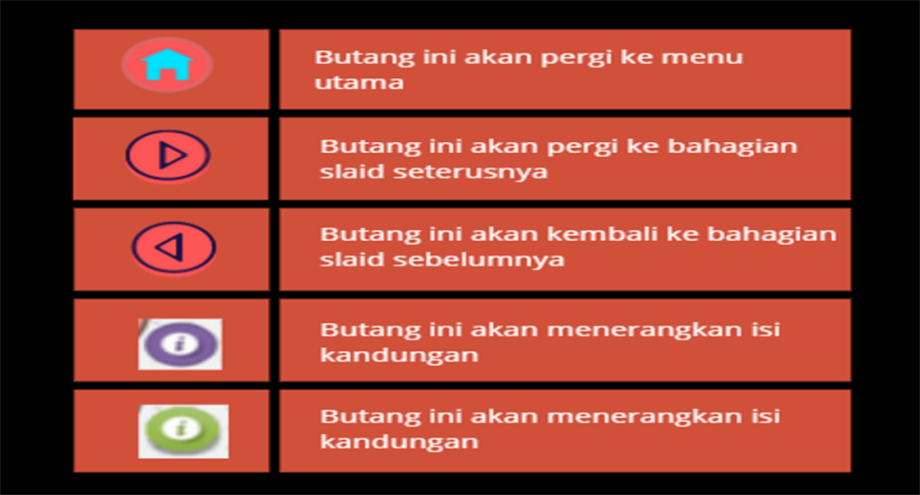 Butang ini akan pergi ke menu
utama
Butang ini akan pergi ke bahagian
slaid seterusnya
Butang ini akan kembali ke bahagian
slaid sebelumnya
i
Butang ini akan menerangkan isi
kandungan
i
Butang ini akan menerangkan isi
kandungan